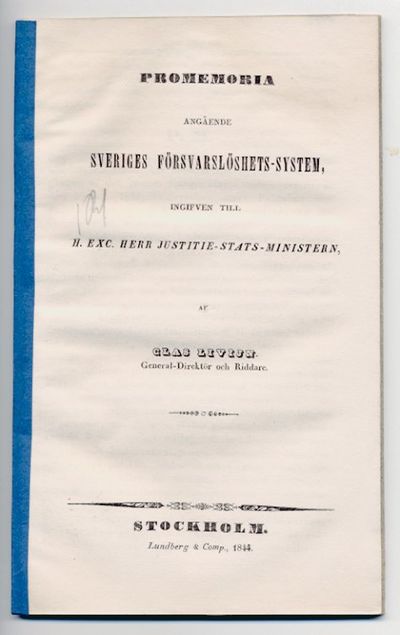 PROMEMORIA
ANGÅENDE
SVERIGES FÖRSVARSLÖSHETS-SYSTEM,
INGIFVEN TILL
H. EXC. HERR JUSTITIE-STATS-MINISTERN,
AF
CLAS LIVIJN.
General-Direktör och Riddare.
STOCKHOLM.
Lundberg & Comp., 1844.